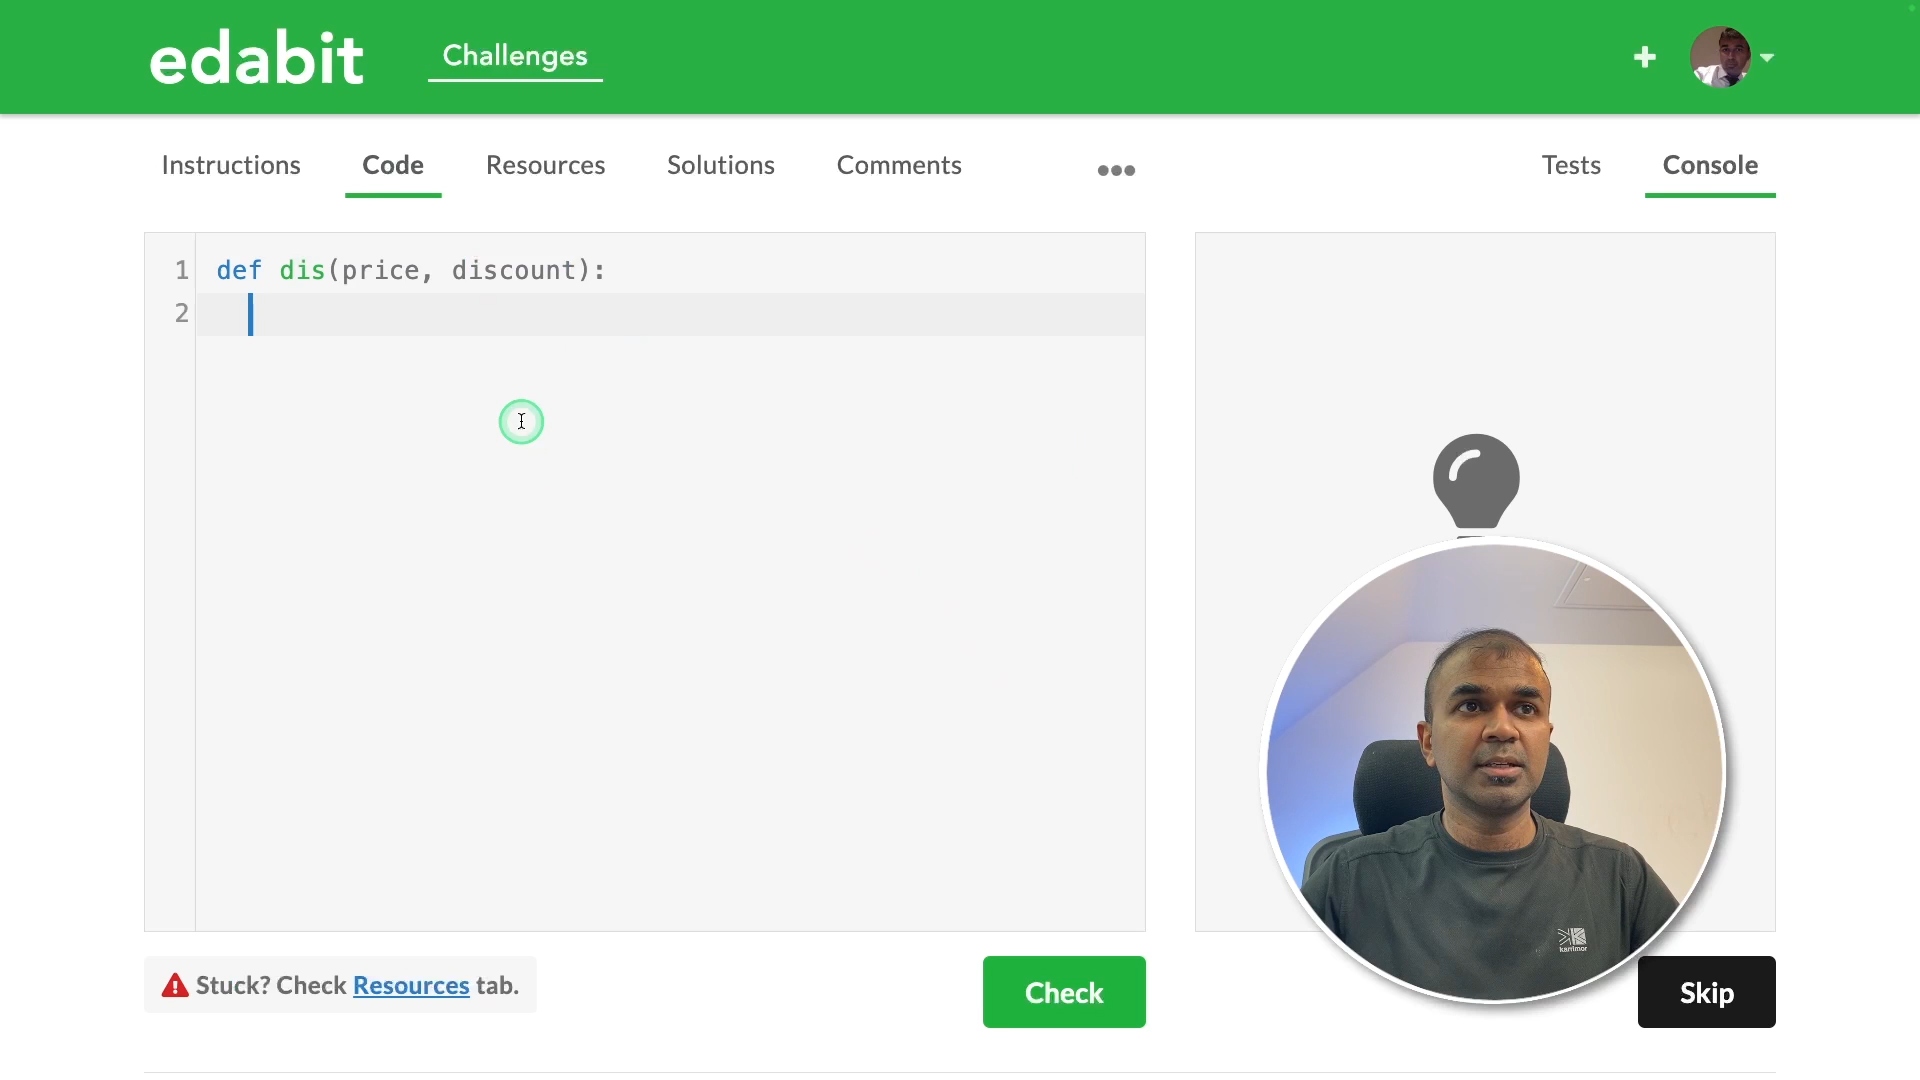 edabit
Challenges
Instructions
Code
Resources
Solutions
Comments
Tests
Console
1 def dis(price, discount):
2
Stuck? Check Resources tab.
Check
Skip
karrimor